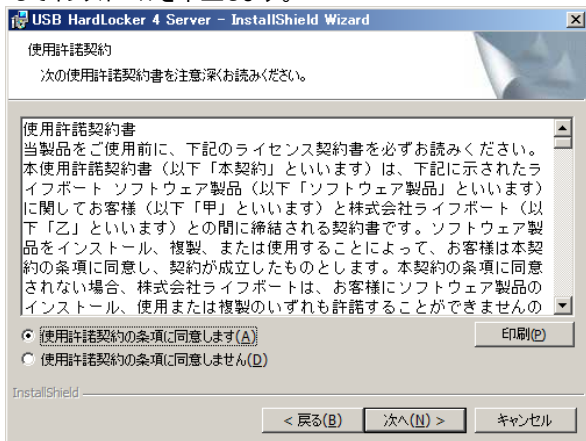 USB HardLocker 4 Server - InstallShield Wizard
使用許諾契約
次の使用許諾契約書を注意深くお読みください。
使用許諾契約書
当製品をご使用前に、下記のライセンス契約書を必ずお読みください。
本使用許諾契約書(以下「本契約」といいます)は、下記に示されたラ
イフボート ソフトウェア製品(以下「ソフトウェア製品」といいます)
に関してお客様(以下「甲」といいます)と株式会社ライフボート(以
下「乙」といいます)との間に締結される契約書です。ソフトウェア製
品をインストール、複製、または使用することによって、お客様は本契
約の条項に同意し、契約が成立したものとします。本契約の条項に同意
されない場合、株式会社ライフボートは、お客様にソフトウェア製品の
インストール、使用または複製のいずれも許諾することができませんの
使用許諾契約の条項に同意します(A)
印刷(P)
使用許諾契約の条項に同意しません(D)
InstallShield
< 戻る(B)
次へ(N) >
キャンセル